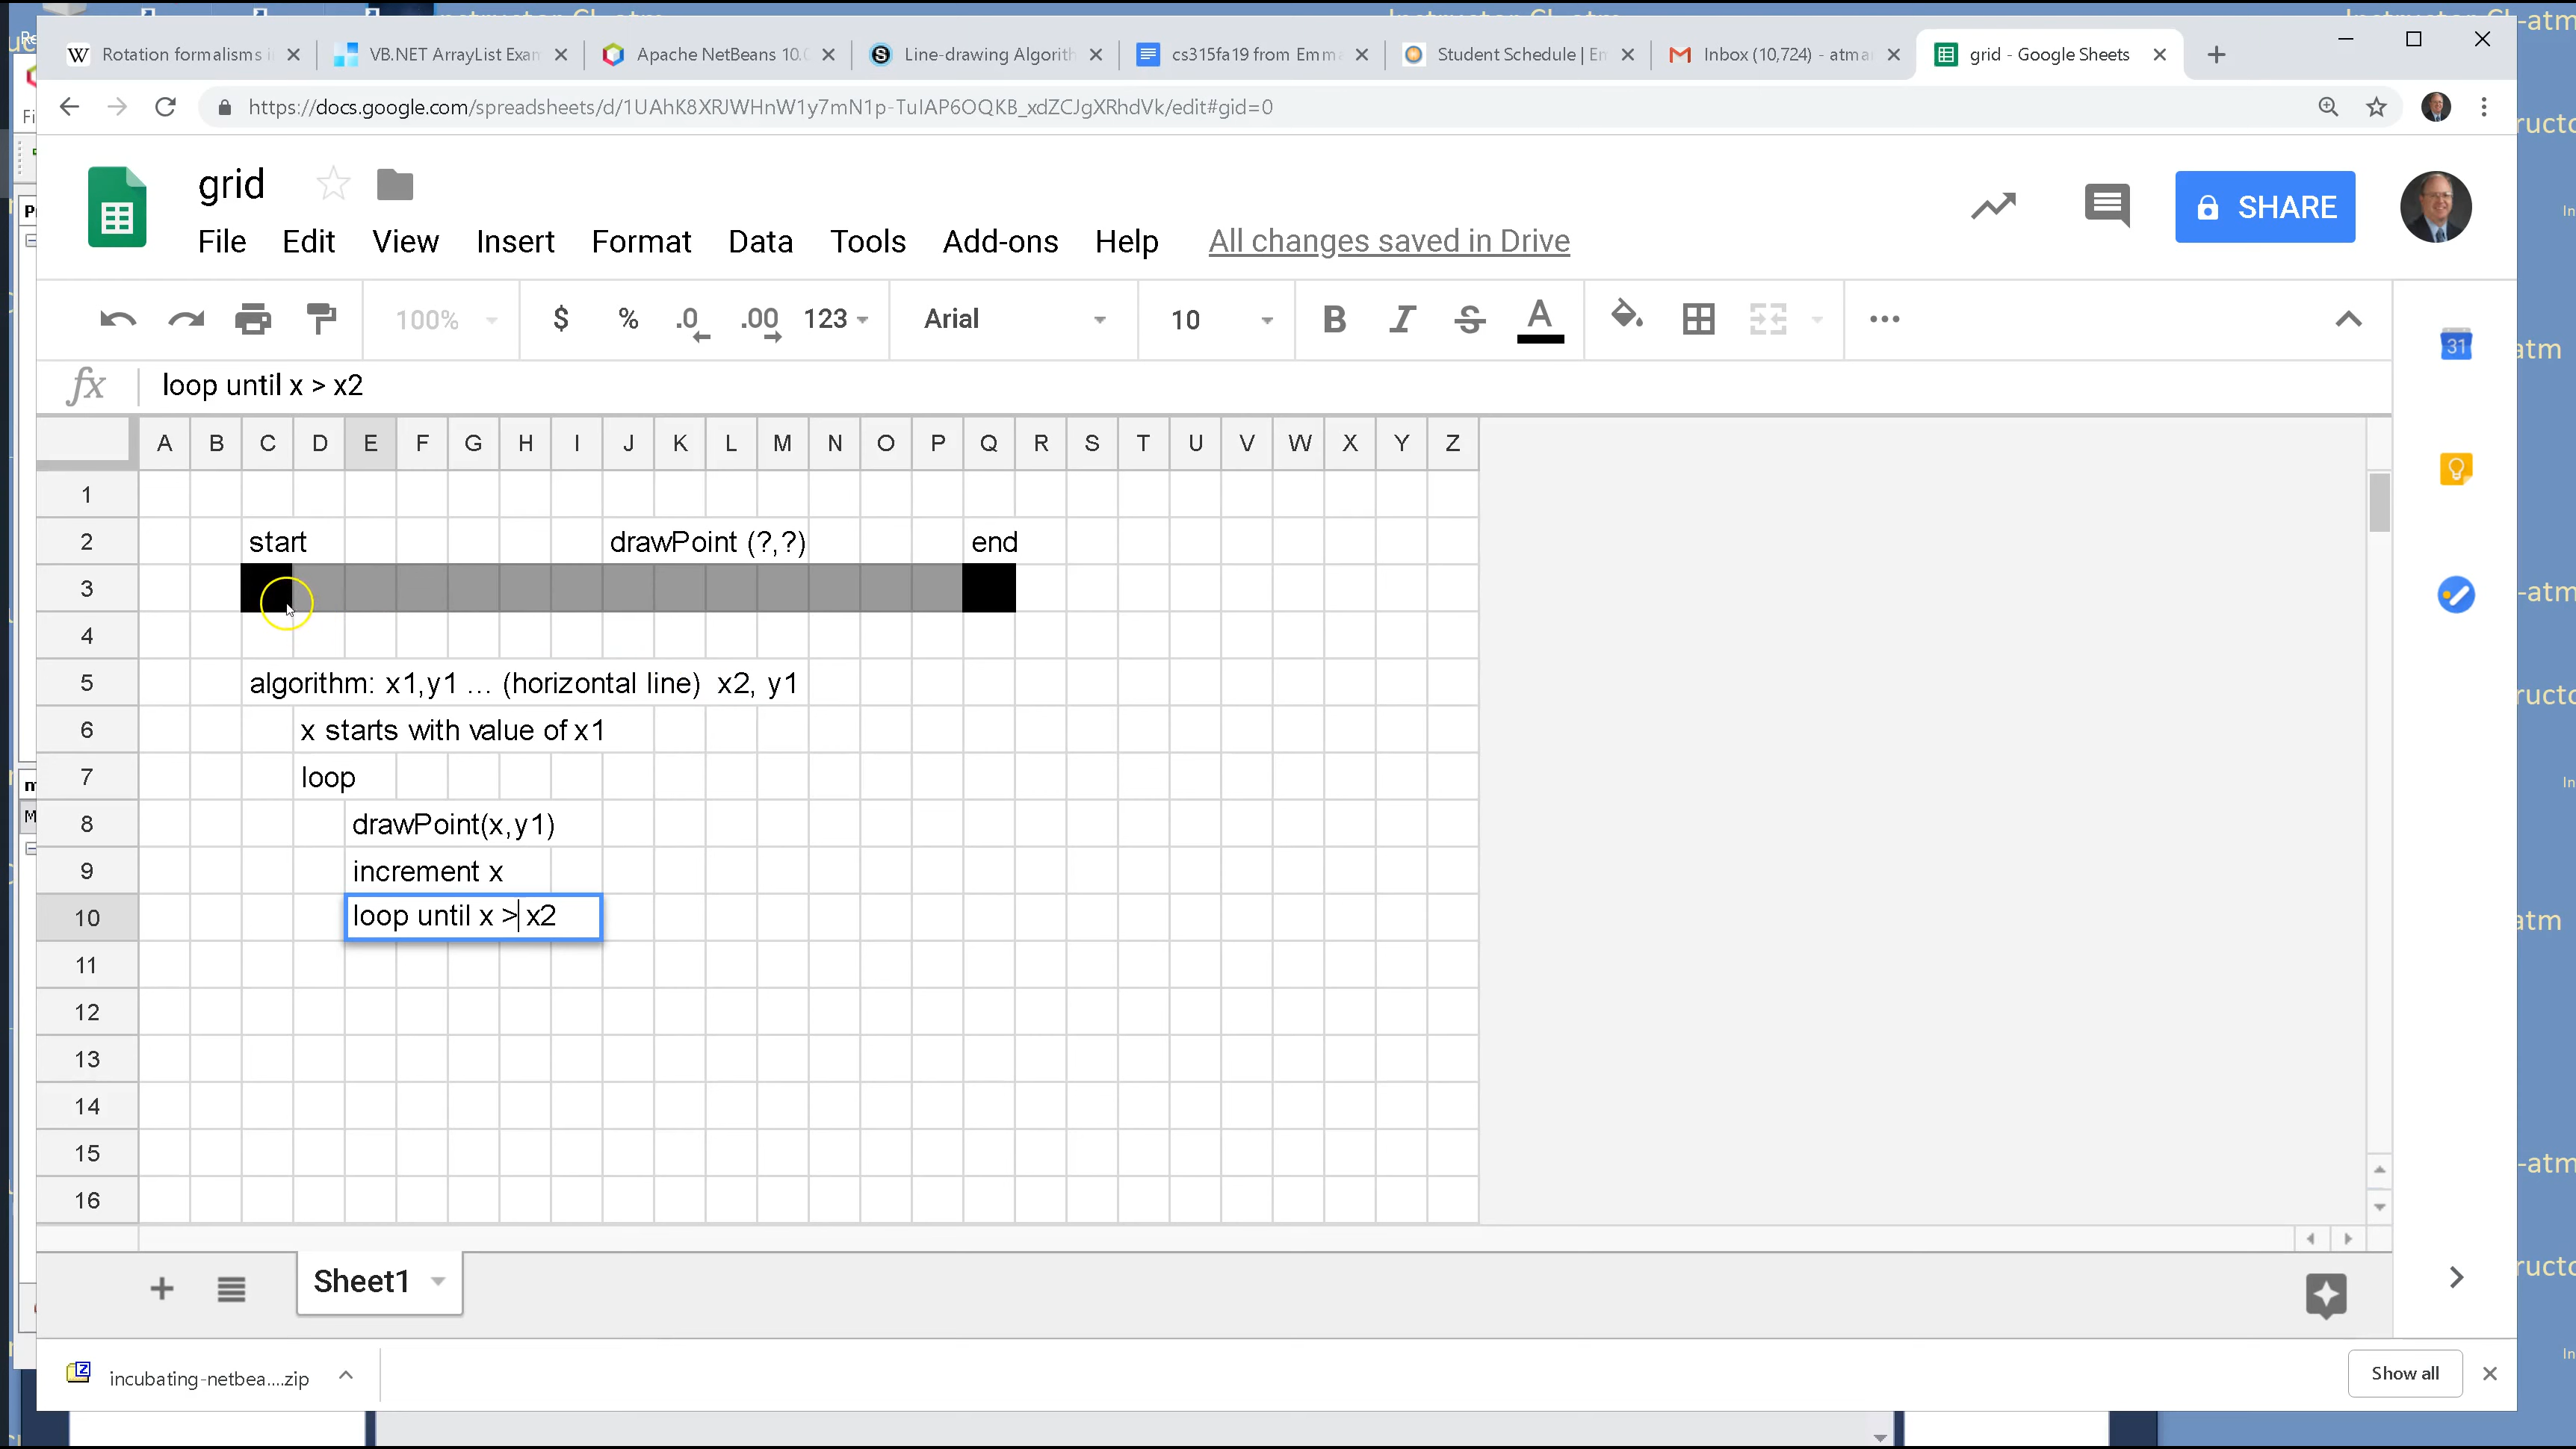 Rotation formalisms i
VB.NET ArrayList Exam
Apache NetBeans 10.0
Line-drawing Algorith
cs315fa19 from Emma
Student Schedule | Em
Inbox (10,724) - atma
grid - Google Sheets
https://docs.google.com/spreadsheets/d/1UAhK8XRJWHnW1y7mN1p-TuIAP6OQKB_xdZCJgXRhdVk/edit#gid=0
grid
SHARE
File Edit View Insert Format Data Tools Add-ons Help All changes saved in Drive
100% $ % .0 .00 123 Arial 10 B I S A
31
fx loop until x > x2
A B C D E F G H I J K L M N O P Q R S T U V W X Y Z
1
2 start drawPoint (?,?) end
3
4
5 algorithm: x1,y1 ... (horizontal line) x2, y1
6 x starts with value of x1
7 loop
8 drawPoint(x,y1)
9 increment x
10 loop until x > x2
11
12
13
14
15
16
Sheet1
incubating-netbea....zip
Show all